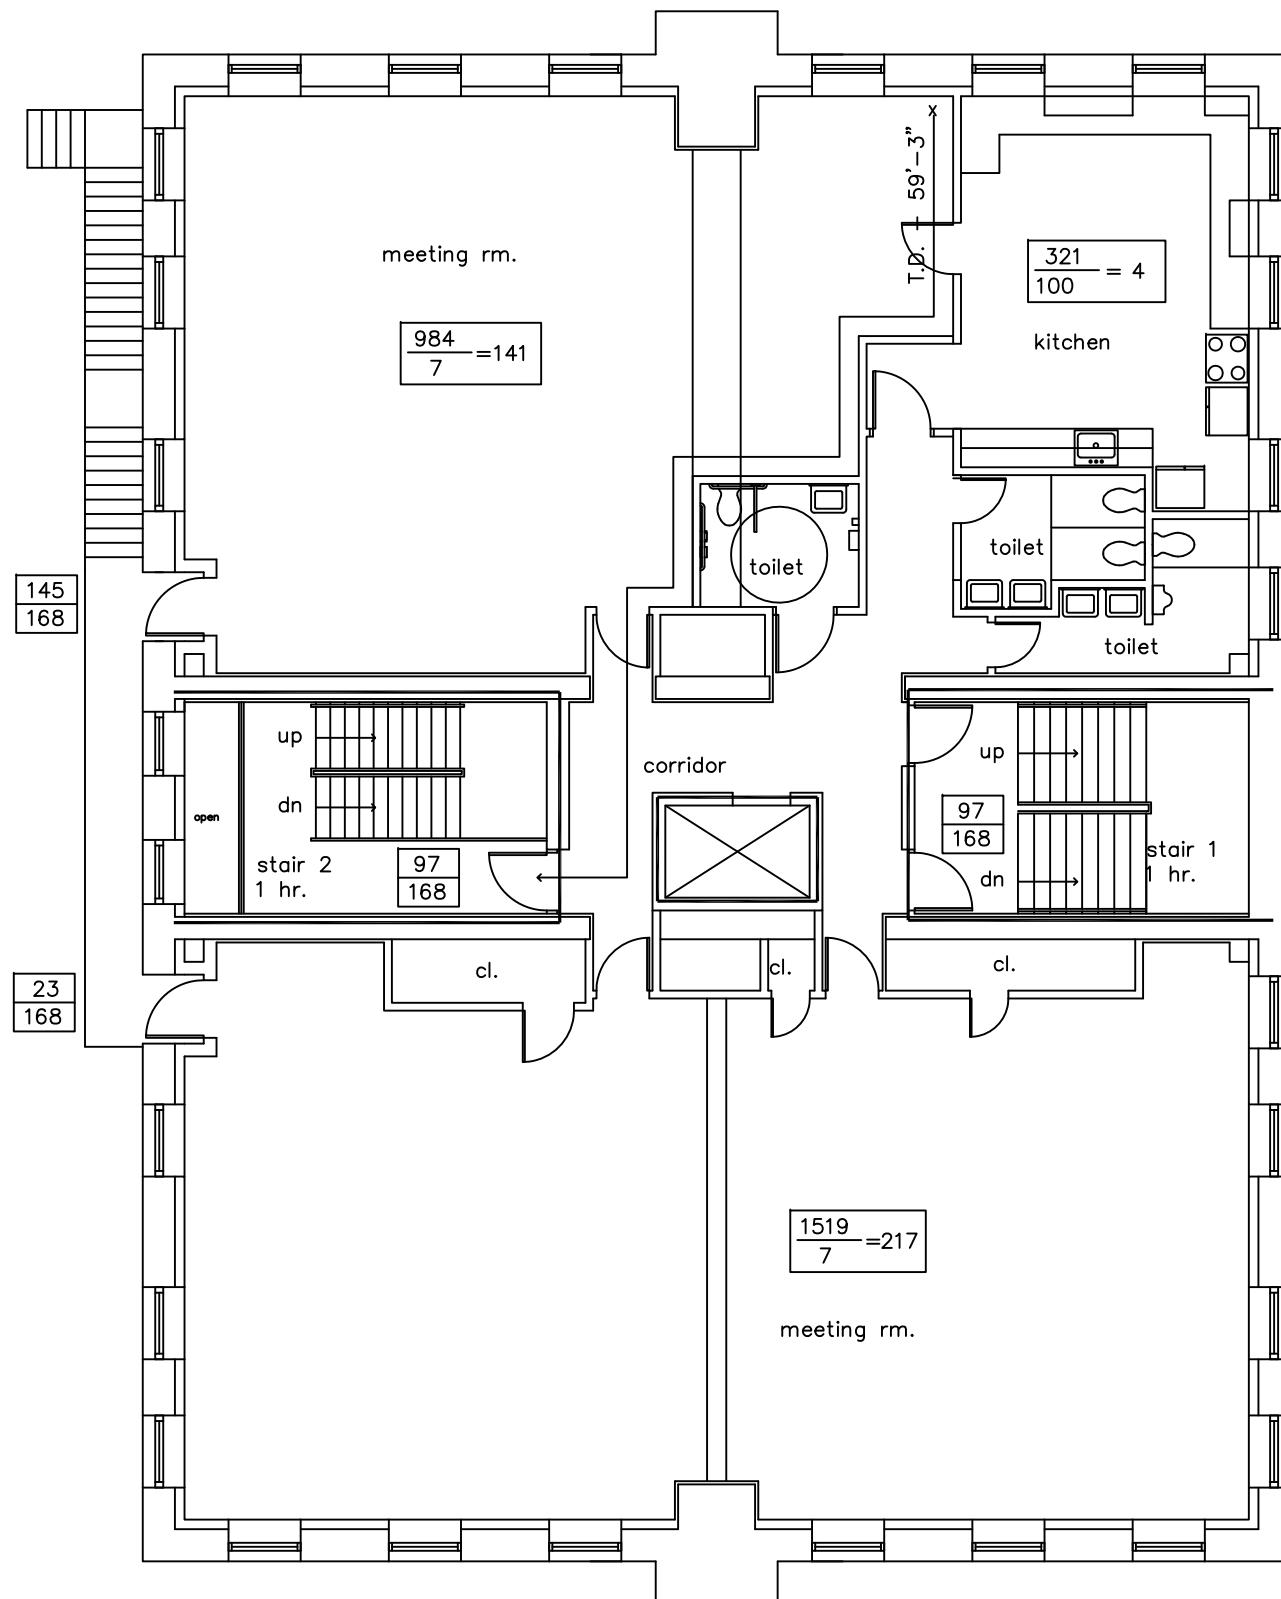 T.D. - 59'-3"
x
meeting rm.
321
100
= 4
984
7
=141
kitchen
toilet
toilet
145
168
toilet
up
up
corridor
dn
open
97
168
stair 1
1 hr.
stair 2
1 hr.
97
168
dn
cl.
cl.
cl.
23
168
1519
7
=217
meeting rm.